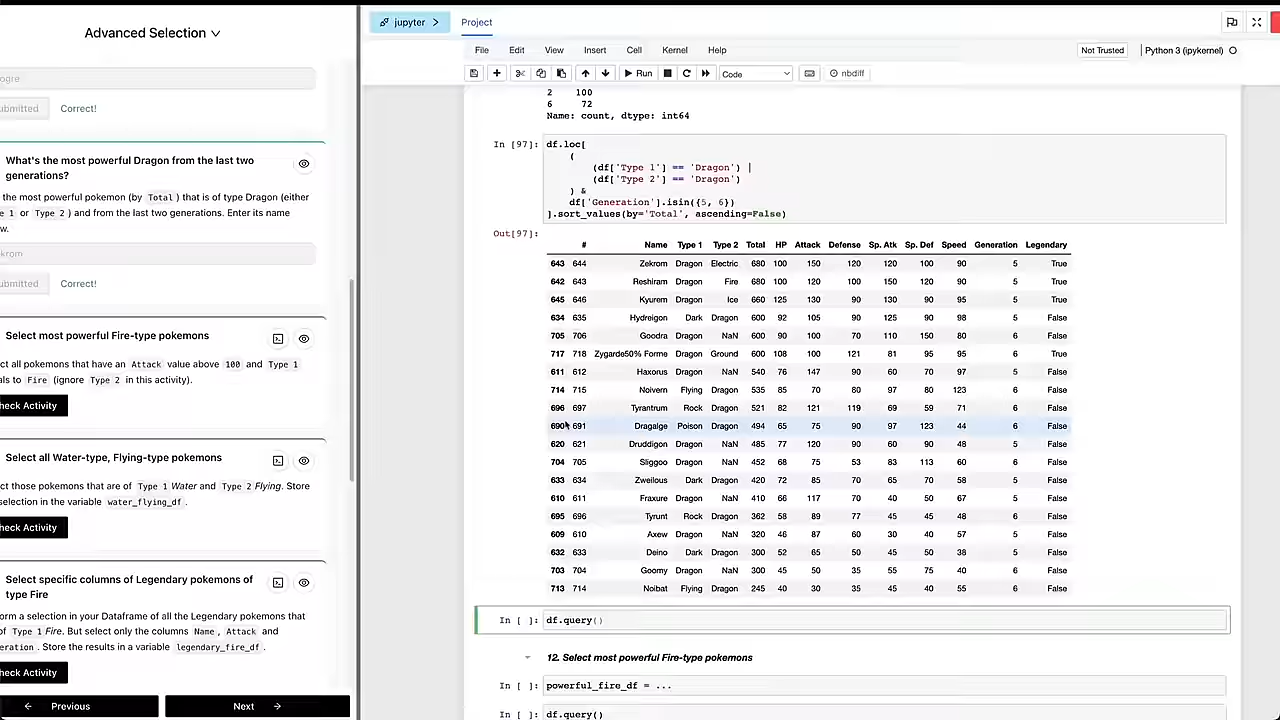 Advanced Selection
ogre
ubmitted
Correct!
What's the most powerful Dragon from the last two
generations?
the most powerful pokemon (by Total) that is of type Dragon (either
e 1 or Type 2) and from the last two generations. Enter its name
w.
krom
ubmitted
Correct!
Select most powerful Fire-type pokemons
ct all pokemons that have an Attack value above 100 and Type 1
als to Fire (ignore Type 2 in this activity).
heck Activity
Select all Water-type, Flying-type pokemons
ct those pokemons that are of Type 1 Water and Type 2 Flying. Store
selection in the variable water_flying_df.
heck Activity
Select specific columns of Legendary pokemons of
type Fire
orm a selection in your Dataframe of all the Legendary pokemons that
of Type 1 Fire. But select only the columns Name, Attack and
eration. Store the results in a variable legendary_fire_df.
heck Activity
Previous
Next
jupyter
Project
File Edit View Insert Cell Kernel Help
Not Trusted
Python 3 (ipykernel)
Run
Code
nbdiff
2 100
6 72
Name: count, dtype: int64
In [97]:
df.loc[
(
(df['Type 1'] == 'Dragon') |
(df['Type 2'] == 'Dragon')
) &
df['Generation'].isin({5, 6})
].sort_values(by='Total', ascending=False)
Out[97]:
# Name Type 1 Type 2 Total HP Attack Defense Sp. Atk Sp. Def Speed Generation Legendary
643 644 Zekrom Dragon Electric 680 100 150 120 120 100 90 5 True
642 643 Reshiram Dragon Fire 680 100 120 100 150 120 90 5 True
645 646 Kyurem Dragon Ice 660 125 130 90 130 90 95 5 True
634 635 Hydreigon Dark Dragon 600 92 105 90 125 90 98 5 False
705 706 Goodra Dragon NaN 600 90 100 70 110 150 80 6 False
717 718 Zygarde50% Forme Dragon Ground 600 108 100 121 81 95 95 6 True
611 612 Haxorus Dragon NaN 540 76 147 90 60 70 97 5 False
714 715 Noivern Flying Dragon 535 85 70 80 97 80 123 6 False
696 697 Tyrantrum Rock Dragon 521 82 121 119 69 59 71 6 False
690 691 Dragalge Poison Dragon 494 65 75 90 97 123 44 6 False
620 621 Druddigon Dragon NaN 485 77 120 90 60 90 48 5 False
704 705 Sliggoo Dragon NaN 452 68 75 53 83 113 60 6 False
633 634 Zweilous Dark Dragon 420 72 85 70 65 70 58 5 False
610 611 Fraxure Dragon NaN 410 66 117 70 40 50 67 5 False
695 696 Tyrunt Rock Dragon 362 58 89 77 45 45 48 6 False
609 610 Axew Dragon NaN 320 46 87 60 30 40 57 5 False
632 633 Deino Dark Dragon 300 52 65 50 45 50 38 5 False
703 704 Goomy Dragon NaN 300 45 50 35 55 75 40 6 False
713 714 Noibat Flying Dragon 245 40 30 35 45 40 55 6 False
In [ ]: df.query()
12. Select most powerful Fire-type pokemons
In [ ]: powerful_fire_df = ...
In [ ]: df.query()